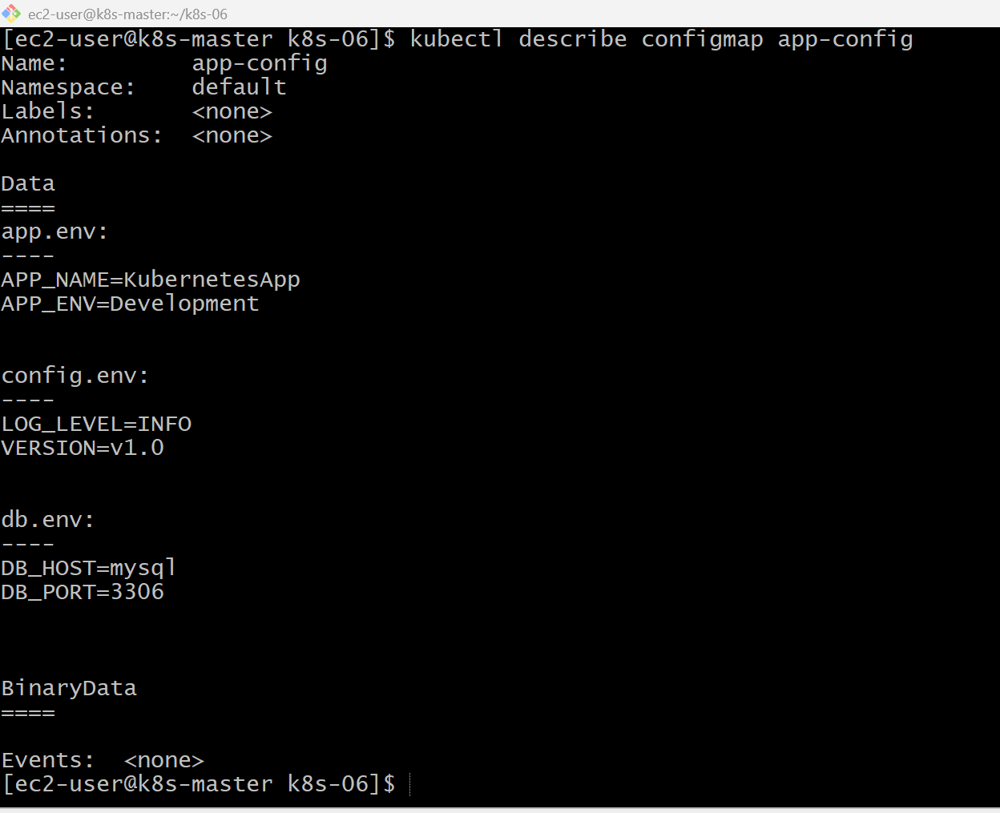 ec2-user@k8s-master:~/k8s-06
[ec2-user@k8s-master k8s-06]$ kubectl describe configmap app-config
Name:         app-config
Namespace:    default
Labels:       <none>
Annotations:  <none>

Data
====
app.env:
----
APP_NAME=KubernetesApp
APP_ENV=Development


config.env:
----
LOG_LEVEL=INFO
VERSION=v1.0


db.env:
----
DB_HOST=mysql
DB_PORT=3306



BinaryData
====

Events:  <none>
[ec2-user@k8s-master k8s-06]$